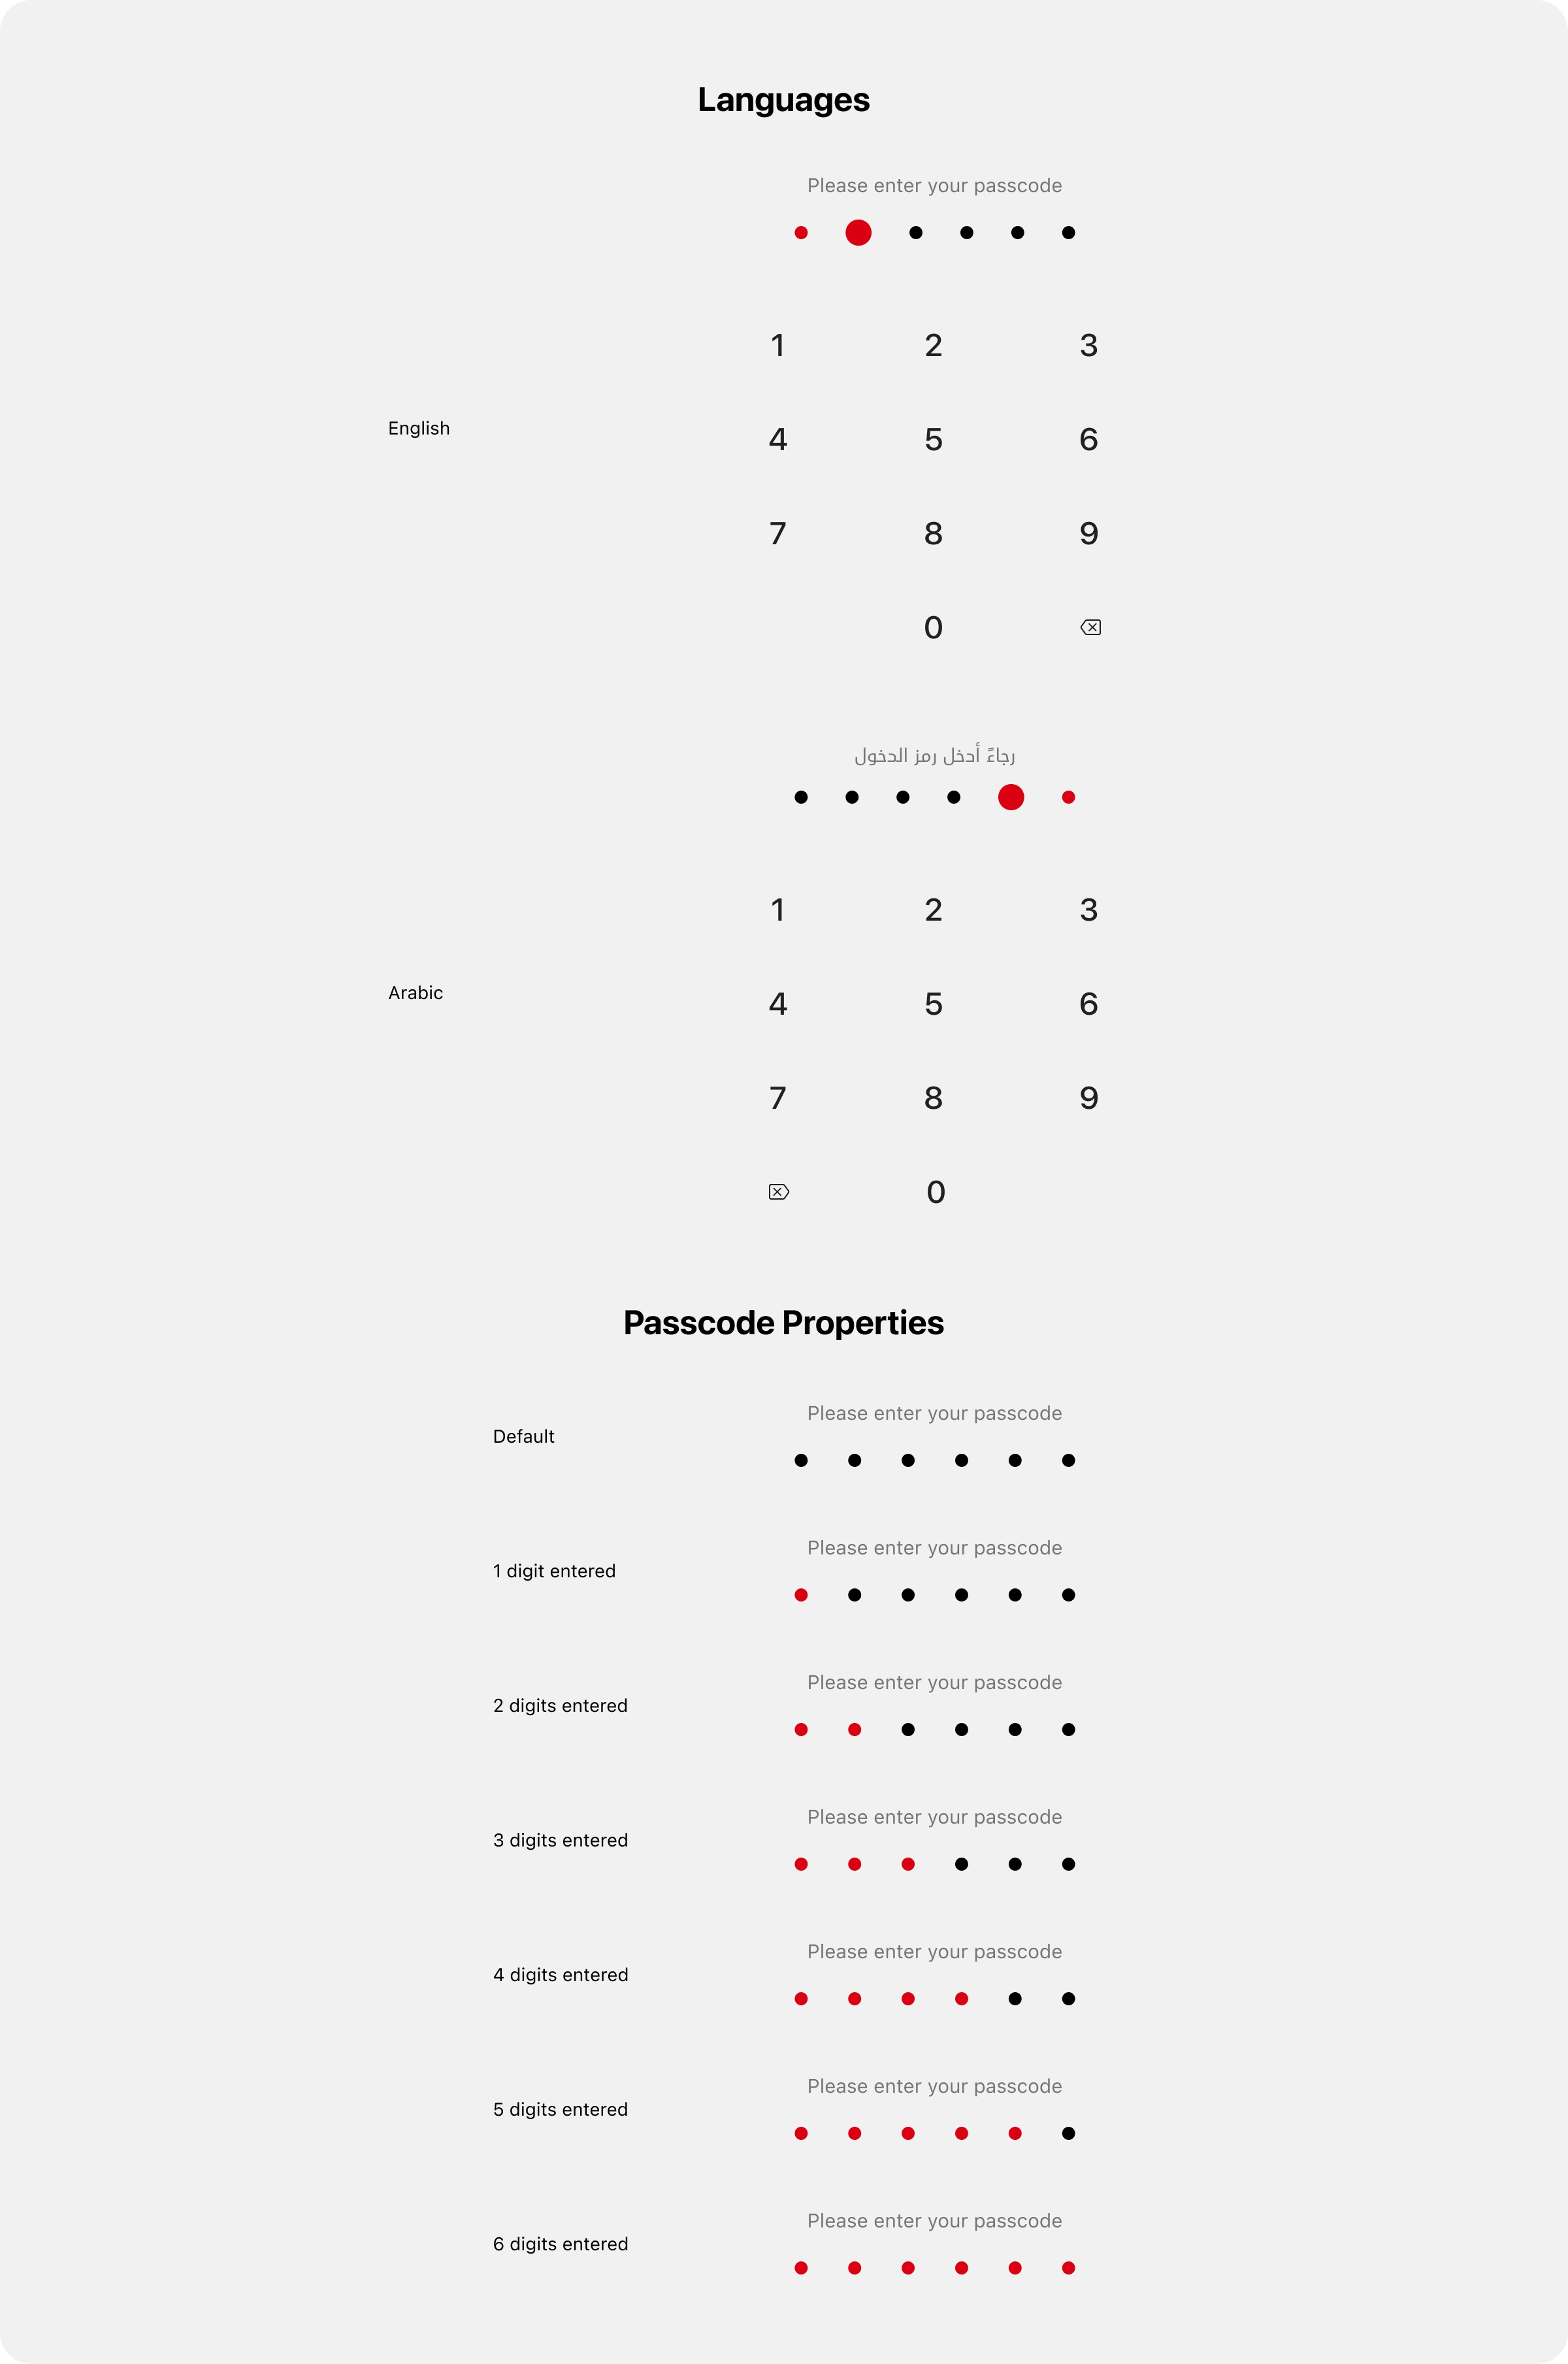 Languages
Please enter your passcode
1 2 3
English
4 5 6
7 8 9
0
رجاءً أدخل رمز الدخول
1 2 3
Arabic
4 5 6
7 8 9
0
Passcode Properties
Please enter your passcode
Default
Please enter your passcode
1 digit entered
Please enter your passcode
2 digits entered
Please enter your passcode
3 digits entered
Please enter your passcode
4 digits entered
Please enter your passcode
5 digits entered
Please enter your passcode
6 digits entered